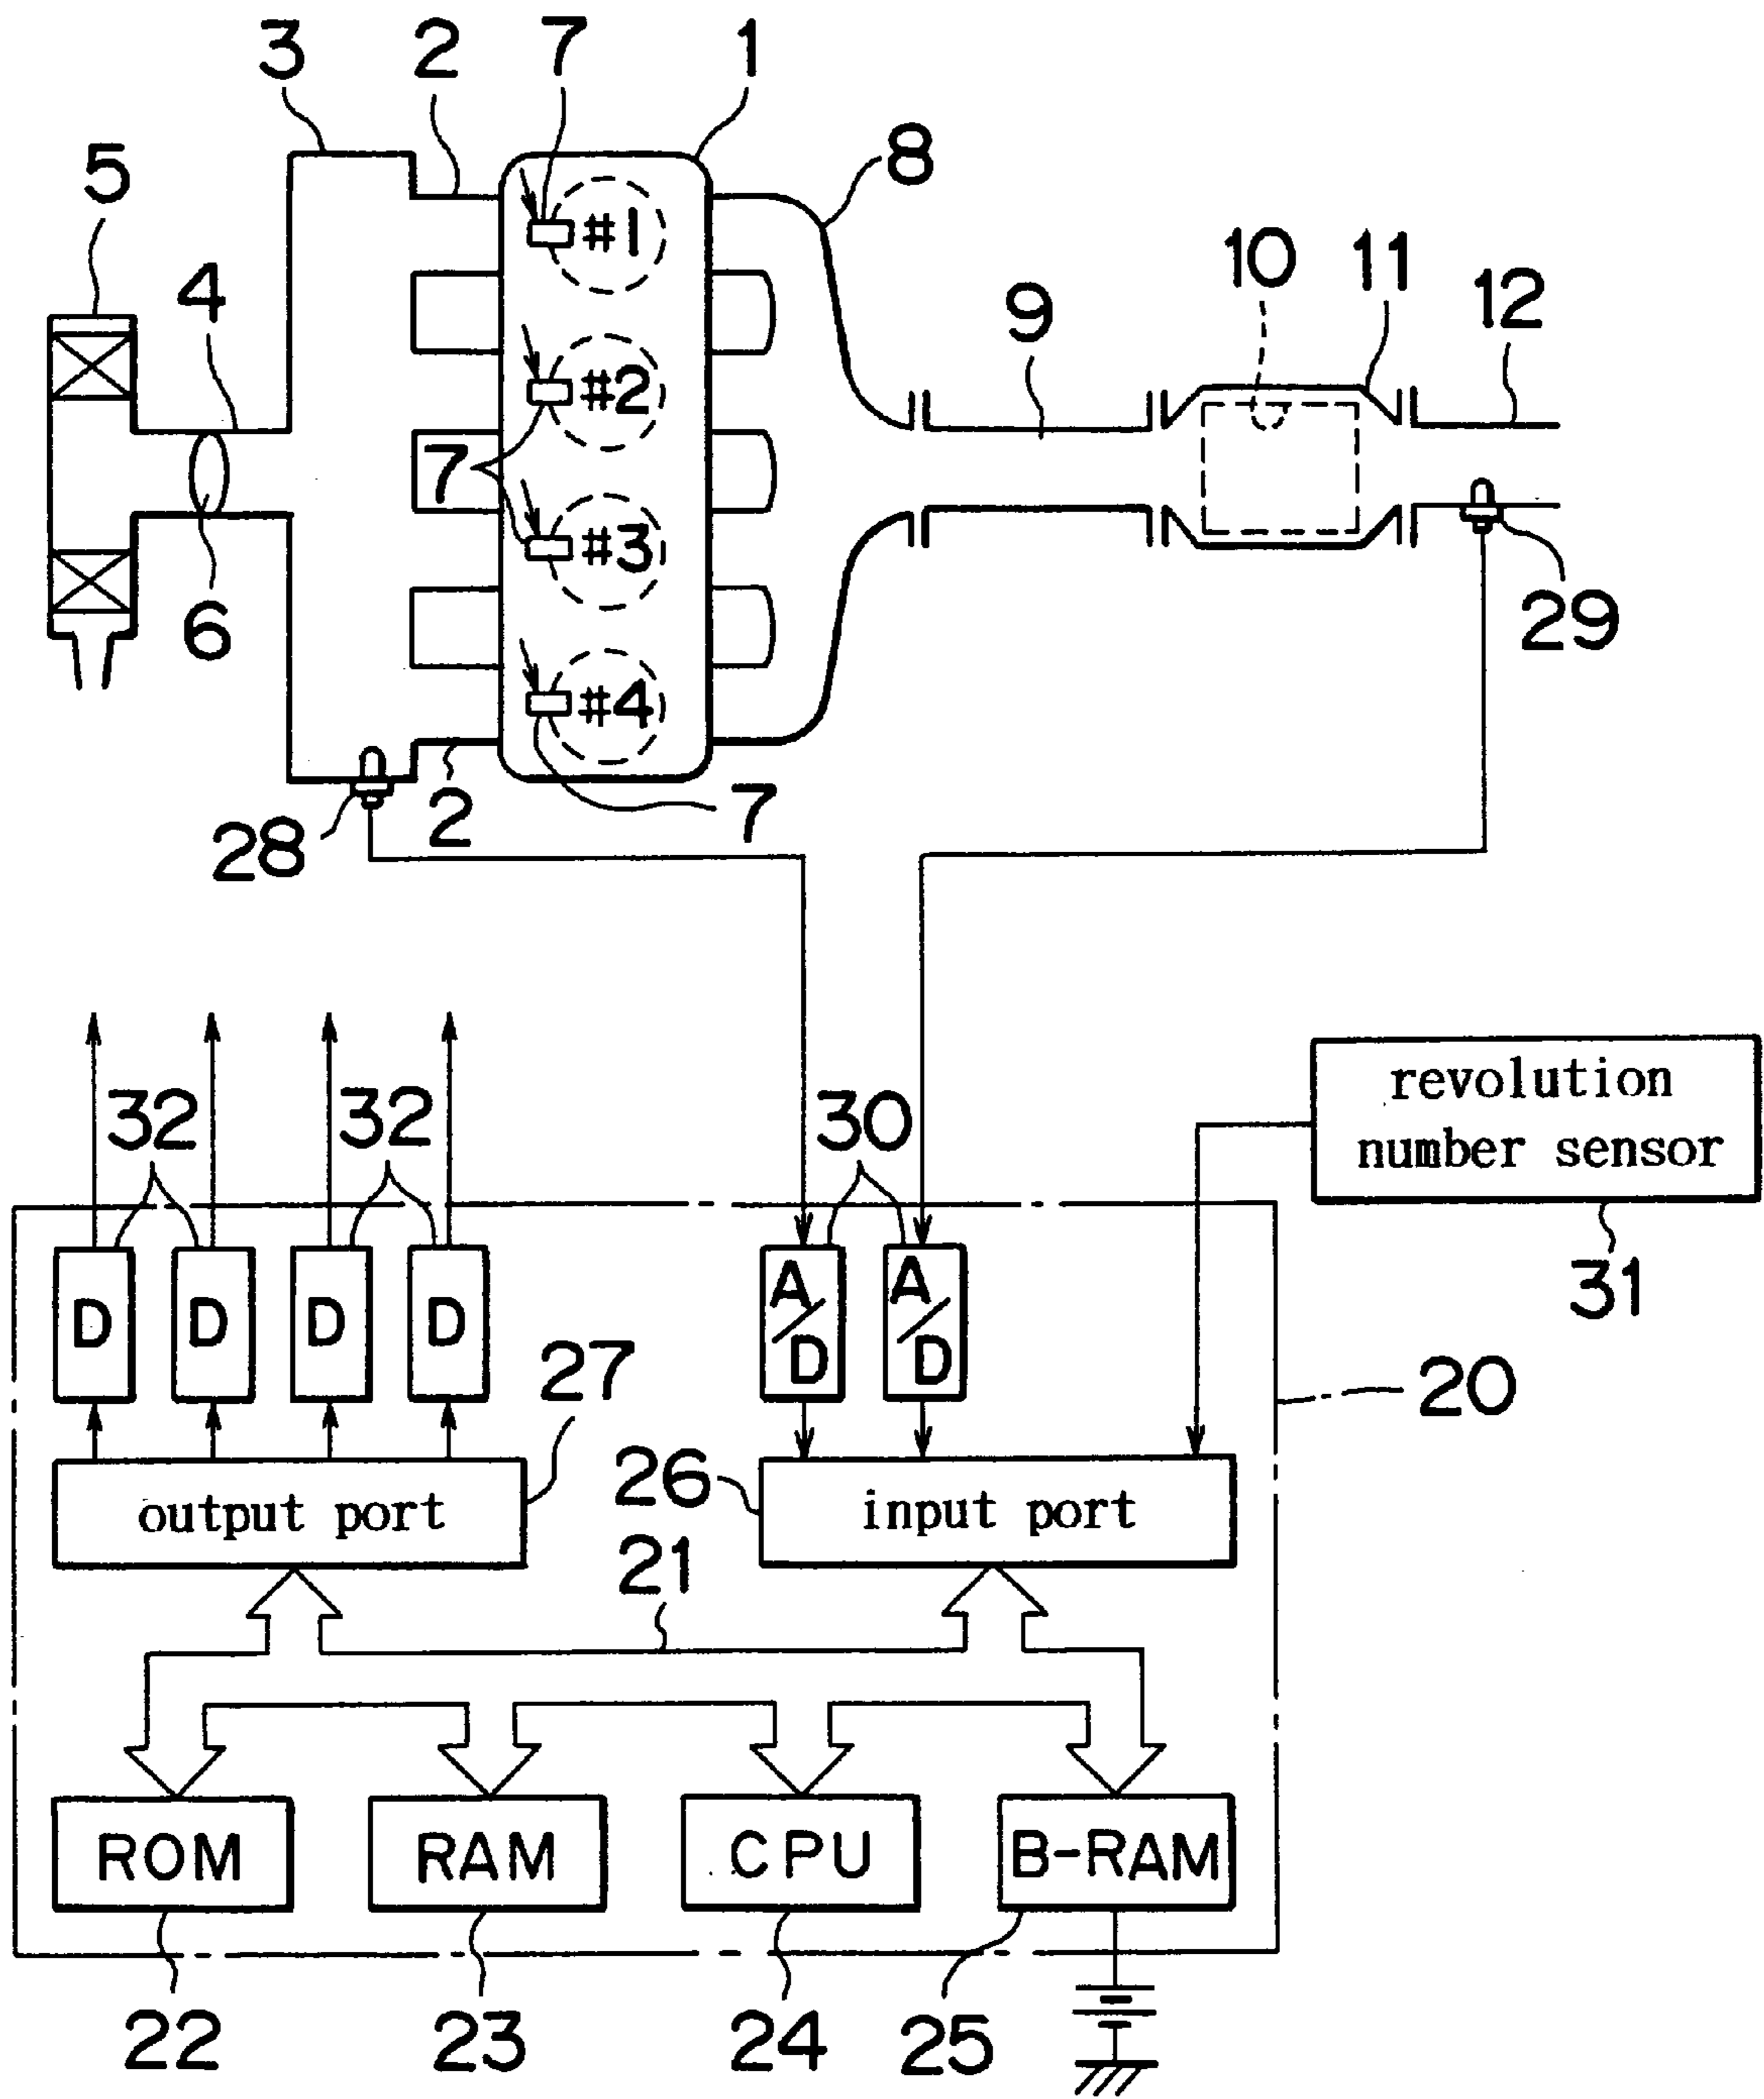 3 2 7 1
5 8
#1
4 10 11
9 12
#2
7
#3
6 29
#4
28 2 7
32 32 30 revolution
number sensor
31
D D D D A/D A/D
27 20
26
output port input port
21
ROM RAM CPU B-RAM
22 23 24 25